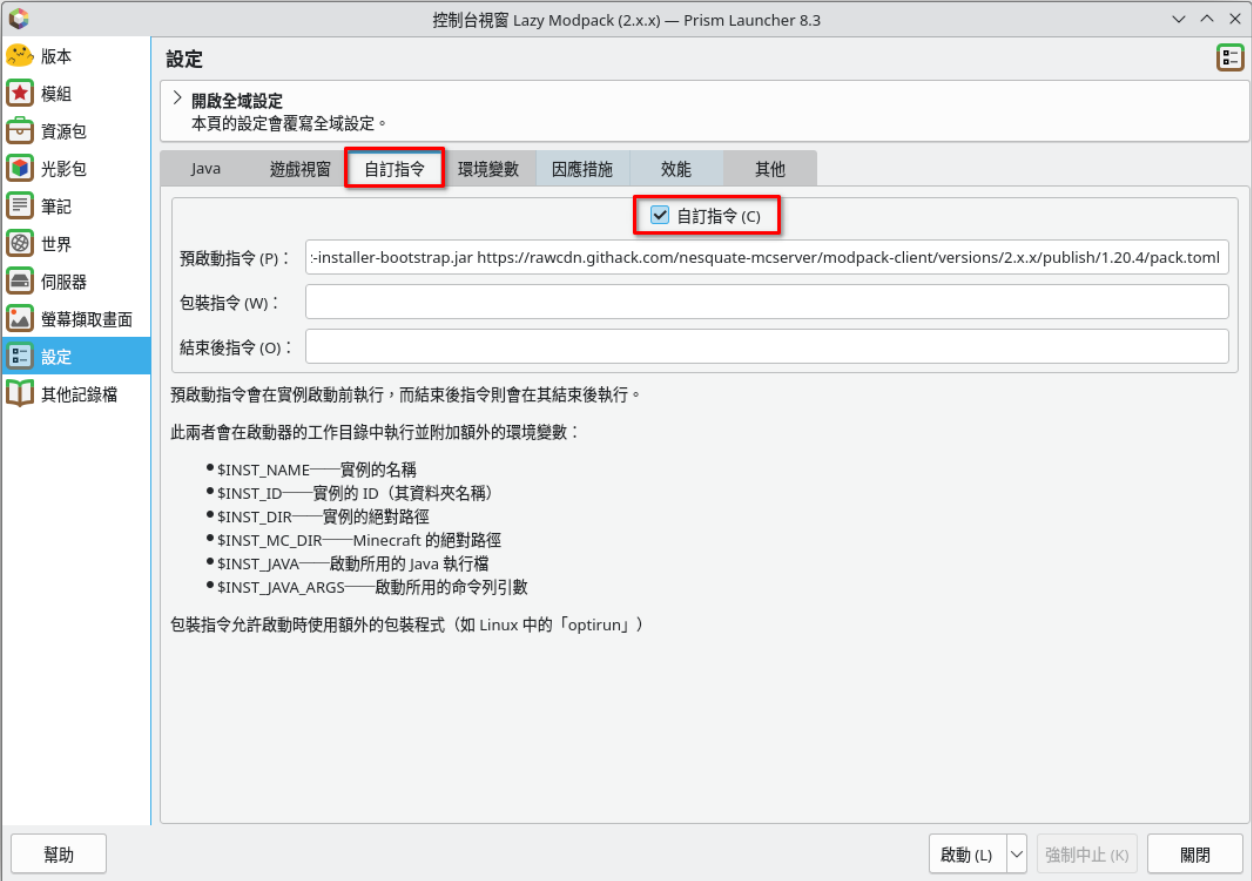 控制台視窗 Lazy Modpack (2.x.x) — Prism Launcher 8.3
版本
模組
資源包
光影包
筆記
世界
伺服器
螢幕擷取畫面
設定
其他記錄檔
設定
開啟全域設定
本頁的設定會覆寫全域設定。
Java 遊戲視窗 自訂指令 環境變數 因應措施 效能 其他
自訂指令 (C)
預啟動指令 (P)： -installer-bootstrap.jar https://rawcdn.githack.com/nesquate-mcserver/modpack-client/versions/2.x.x/publish/1.20.4/pack.toml
包裝指令 (W)：
結束後指令 (O)：
預啟動指令會在實例啟動前執行，而結束後指令則會在其結束後執行。
此兩者會在啟動器的工作目錄中執行並附加額外的環境變數：
• $INST_NAME——實例的名稱
• $INST_ID——實例的 ID（其資料夾名稱）
• $INST_DIR——實例的絕對路徑
• $INST_MC_DIR——Minecraft 的絕對路徑
• $INST_JAVA——啟動所用的 Java 執行檔
• $INST_JAVA_ARGS——啟動所用的命令列引數
包裝指令允許啟動時使用額外的包裝程式（如 Linux 中的「optirun」）
幫助
啟動 (L) 強制中止 (K) 關閉